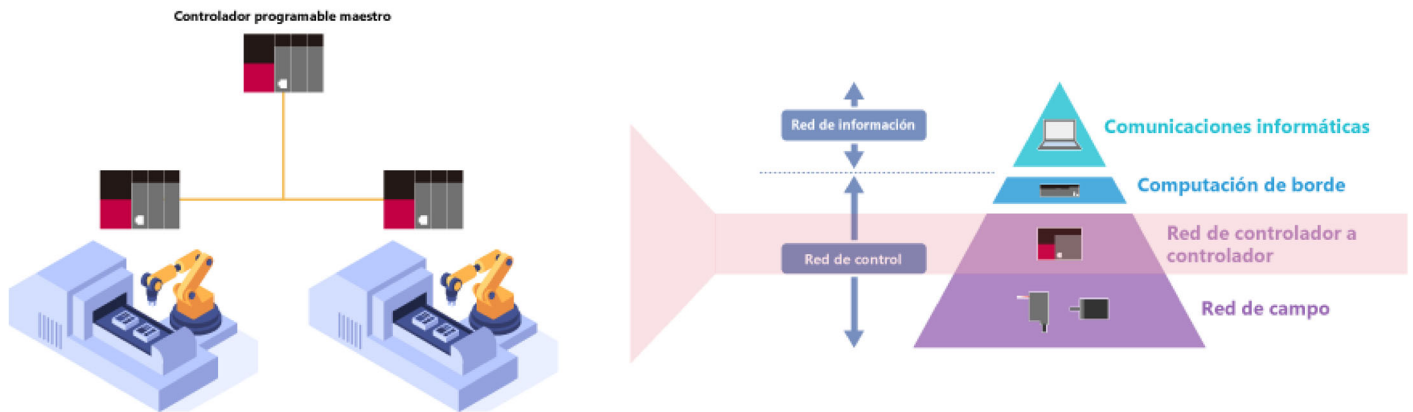 Controlador programable maestro
Red de información
Comunicaciones informáticas
Computación de borde
Red de controlador a
controlador
Red de control
Red de campo